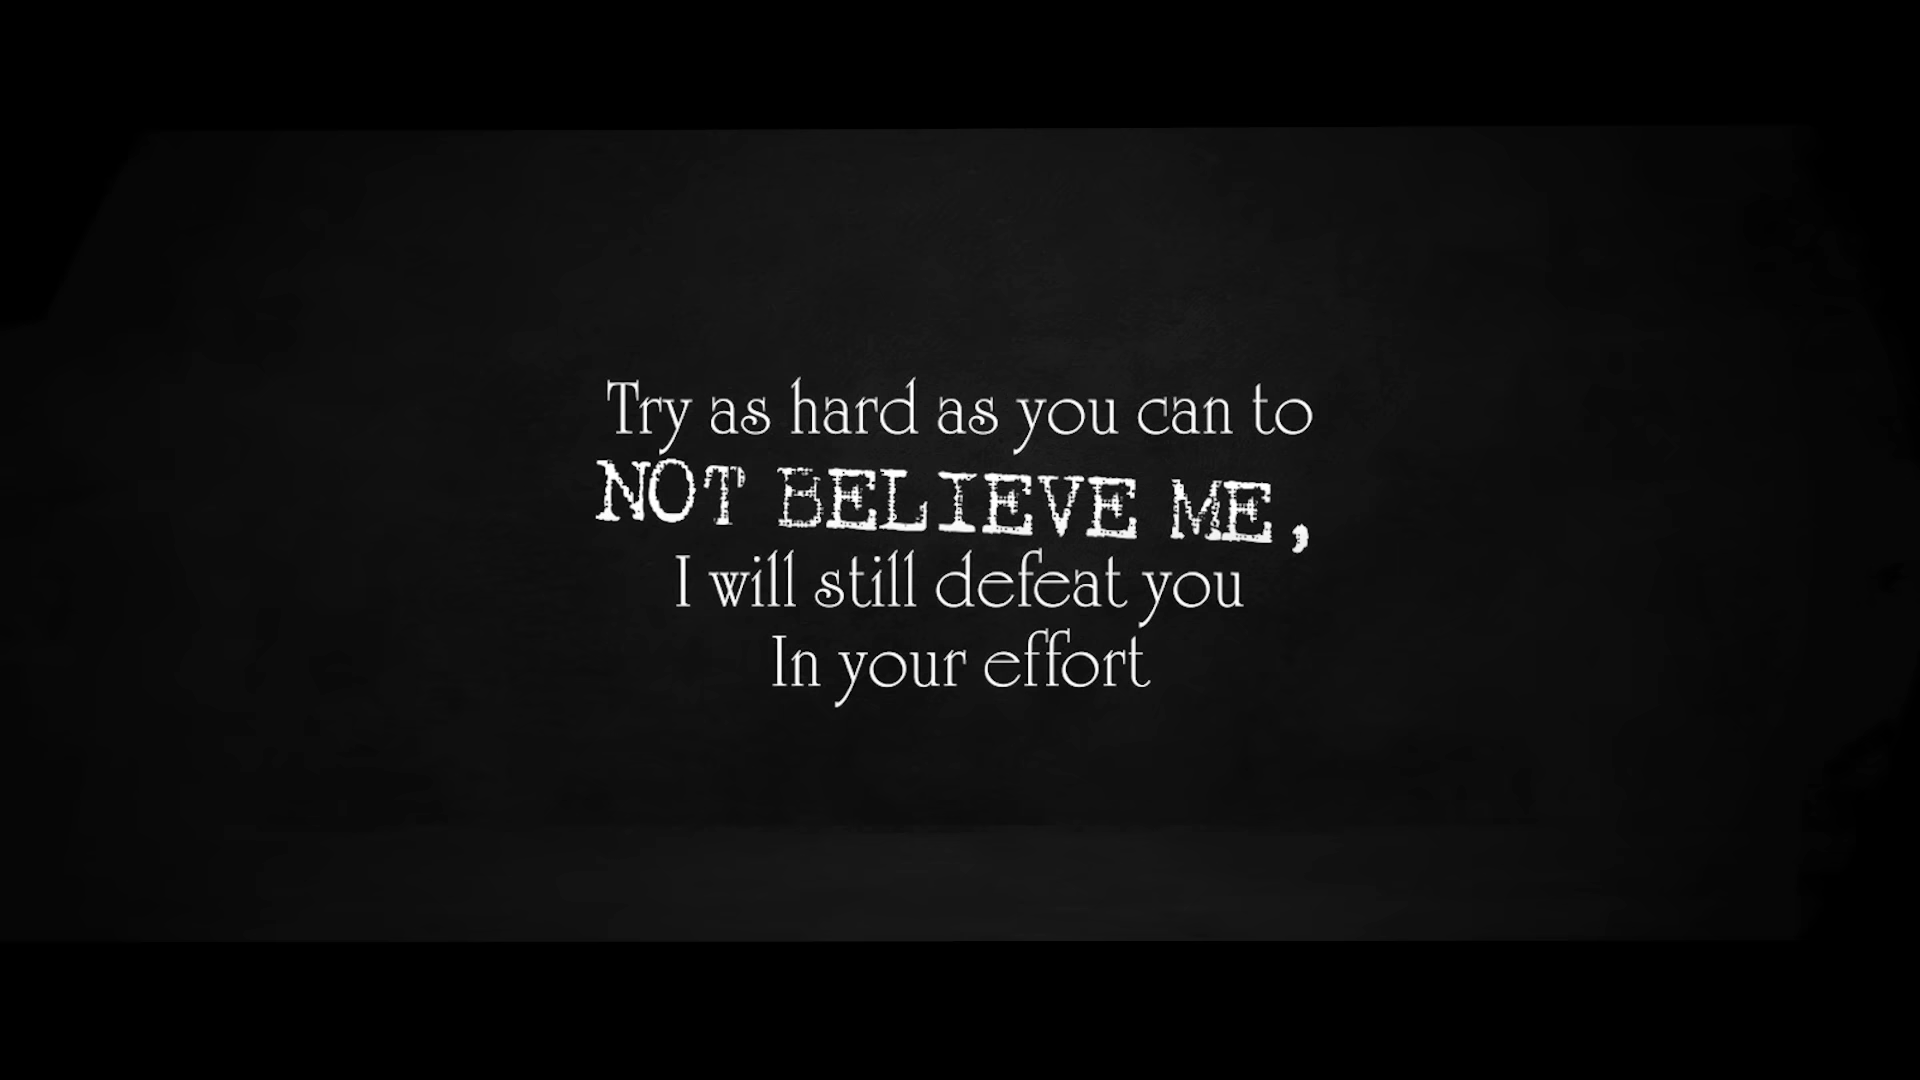 Try as hard as you can to
NOT BELIEVE ME,
I will still defeat you
In your effort